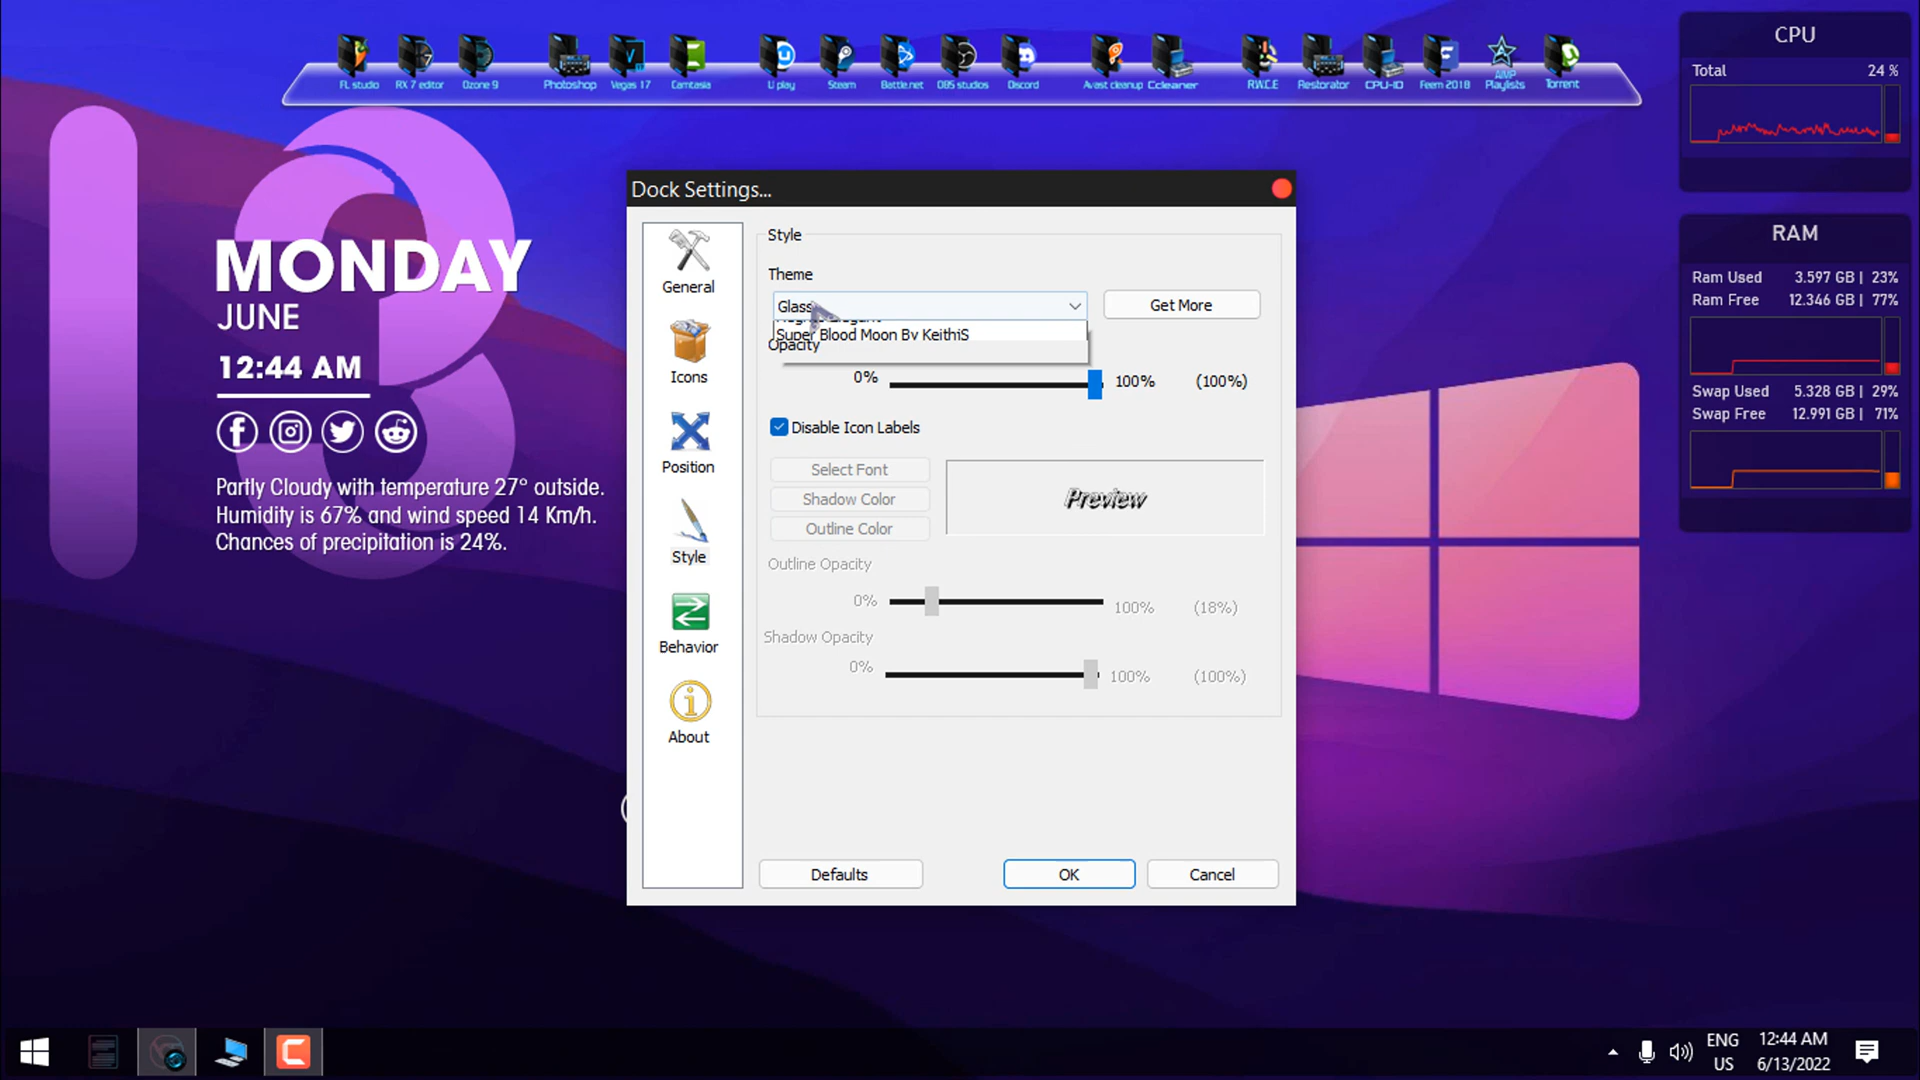 FL studio
RX 7 editor
Ozone 9
Photoshop
Vegas 17
Camtasia
U play
Steam
Battle.net
OBS studios
Discord
Avast cleanup
Ccleaner
R.W.C.E
Restorator
CPU-ID
Feem 2018
AIMP
Playlists
Torrent
CPU
Total 24 %
RAM
Ram Used 3.597 GB | 23%
Ram Free 12.346 GB | 77%
Swap Used 5.328 GB | 29%
Swap Free 12.991 GB | 71%
13
MONDAY
JUNE
12:44 AM
Partly Cloudy with temperature 27° outside.
Humidity is 67% and wind speed 14 Km/h.
Chances of precipitation is 24%.
Dock Settings...
General
Icons
Position
Style
Behavior
About
Style
Theme
Glass
Get More
Super Blood Moon By KeithiS
Opacity
0% 100% (100%)
Disable Icon Labels
Select Font
Shadow Color
Outline Color
Preview
Outline Opacity
0% 100% (18%)
Shadow Opacity
0% 100% (100%)
Defaults
OK
Cancel
ENG
US
12:44 AM
6/13/2022